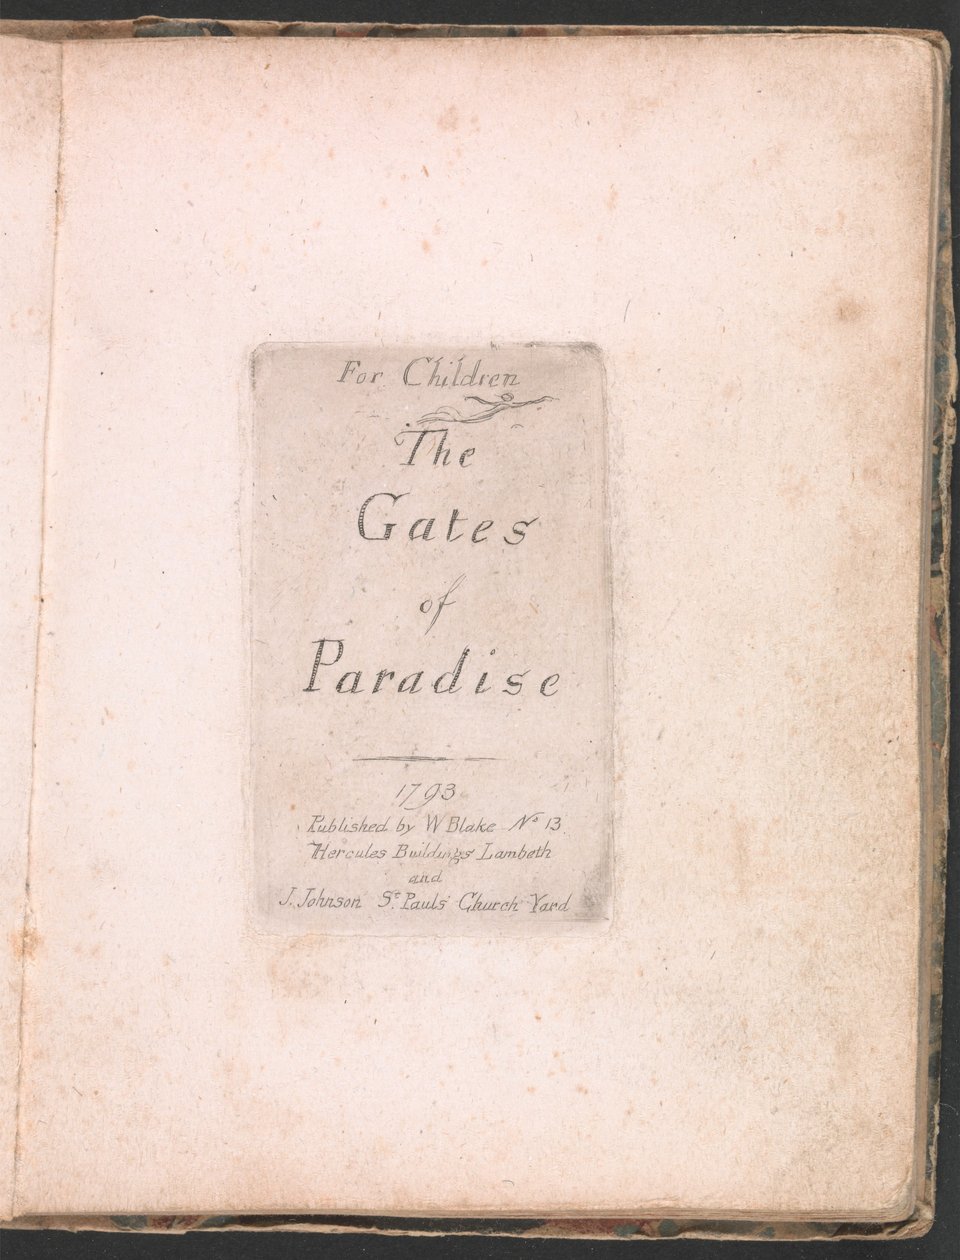 For Children
The
Gates
of
Paradise
1793
Published by W Blake No 13
Hercules Buildings Lambeth
and
J. Johnson St. Pauls Church Yard